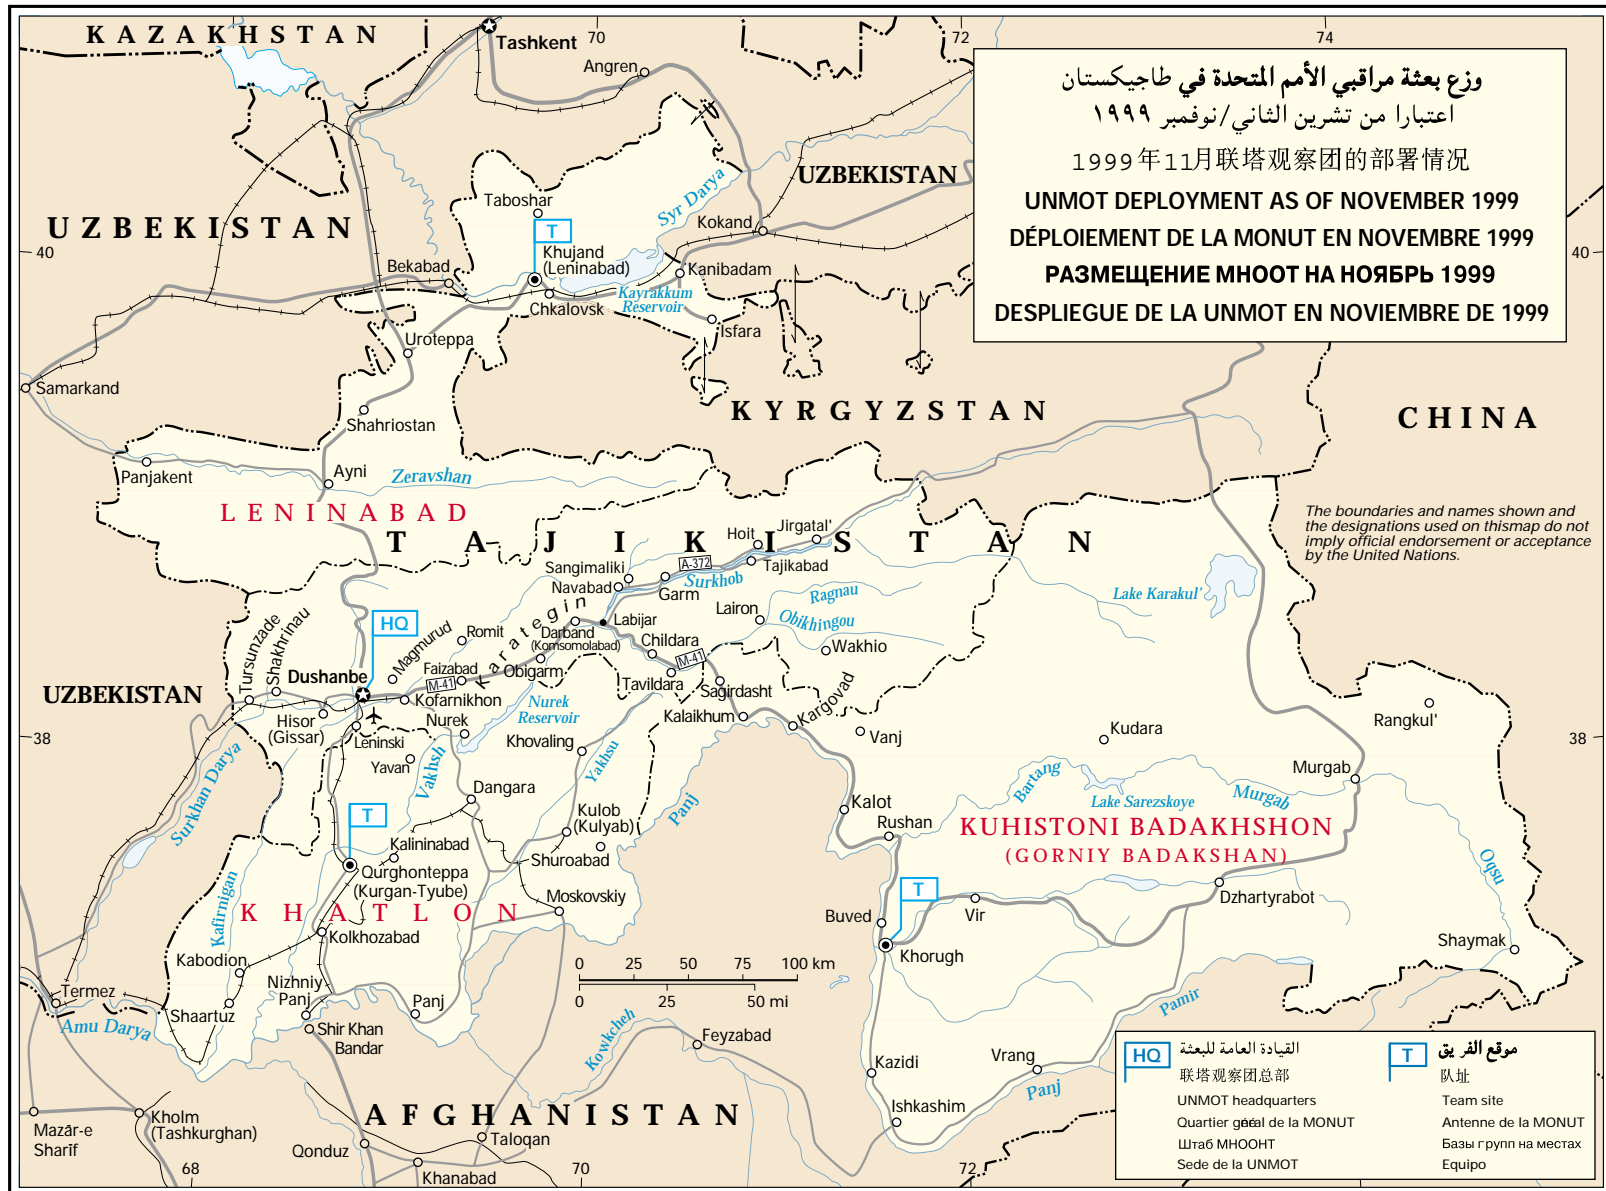 وزع بعثة مراقبي الأمم المتحدة في طاجيكستان
اعتبارا من تشرين الثاني/نوفمبر ١٩٩٩
1999年11月联塔观察团的部署情况
UNMOT DEPLOYMENT AS OF NOVEMBER 1999
DÉPLOIEMENT DE LA MONUT EN NOVEMBRE 1999
РАЗМЕЩЕНИЕ МНООТ НА НОЯБРЬ 1999
DESPLIEGUE DE LA UNMOT EN NOVIEMBRE DE 1999
KAZAKHSTAN
70
72
74
Tashkent
Angren
UZBEKISTAN
UZBEKISTAN
Taboshar
Syr Darya
T
Kokand
40
40
Khujand
(Leninabad)
Bekabad
Kanibadam
Kayrakkum
Reservoir
Chkalovsk
Isfara
Uroteppa
Samarkand
KYRGYZSTAN
CHINA
Shahriostan
Panjakent
Ayni
Zeravshan
LENINABAD
The boundaries and names shown and
the designations used on thismap do not
imply official endorsement or acceptance
by the United Nations.
TAJIKISTAN
Hoit
Jirgatal'
Sangimaliki
A-372
Tajikabad
Navabad
Surkhob
Garm
Ragnau
Lake Karakul'
Karategin
Lairon
Obikhingou
HQ
Labijar
Tursunzade
Shakhrinau
Magmurud
Romit
Darband
(Komsomolabad)
Childara
Wakhio
Faizabad
Obigarm
M-41
Dushanbe
M-41
Tavildara
Sagirdasht
UZBEKISTAN
Kofarnikhon
Nurek
Reservoir
Kargovad
Rangkul'
Hisor
(Gissar)
Nurek
Kalaikhum
Kudara
38
38
Leninski
Khovaling
Vanj
Yavan
Vakhsh
Yakhsu
Surkhan Darya
Bartang
Murgab
Dangara
Panj
Lake Sarezskoye
Murgab
T
Kulob
(Kulyab)
Kalot
Rushan
KUHISTONI BADAKHSHON
(GORNIY BADAKSHAN)
Kalininabad
Shuroabad
Oqsu
Qurghonteppa
(Kurgan-Tyube)
T
Moskovskiy
Dzhartyrabot
Kafirnigan
KHATLON
Buved
Vir
Kolkhozabad
Khorugh
Shaymak
Kabodion
0 25 50 75 100 km
0 25 50 mi
Nizhniy
Panj
Termez
Panj
Pamir
Shaartuz
Amu Darya
Shir Khan
Bandar
Kowkcheh
Feyzabad
Kazidi
Vrang
Panj
Ishkashim
AFGHANISTAN
Mazâr-e
Sharîf
Kholm
(Tashkurghan)
Qonduz
Taloqan
Khanabad
68
70
72
HQ
القيادة العامة للبعثة
联塔观察团总部
UNMOT headquarters
Quartier général de la MONUT
Штаб МНООНТ
Sede de la UNMOT
T
موقع الفريق
队址
Team site
Antenne de la MONUT
Базы групп на местах
Equipo